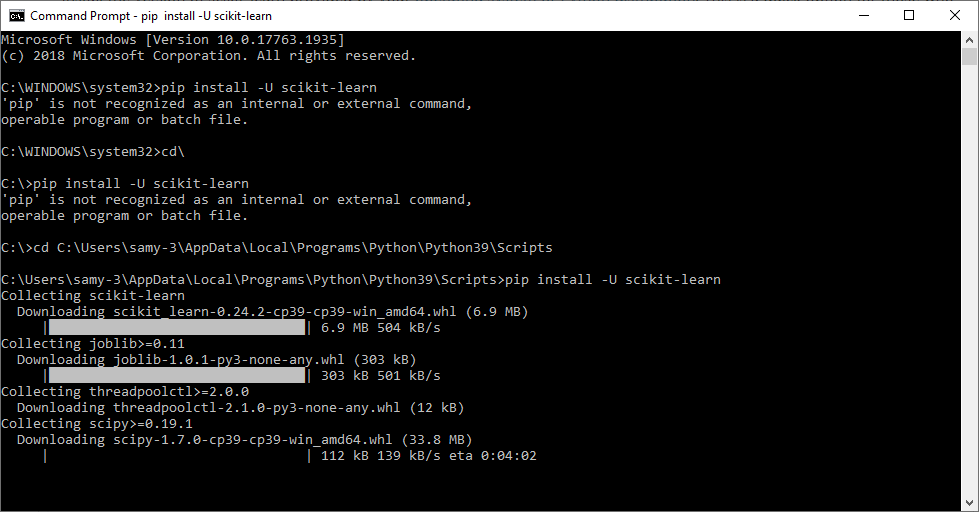 Command Prompt - pip  install -U scikit-learn
Microsoft Windows [Version 10.0.17763.1935]
(c) 2018 Microsoft Corporation. All rights reserved.
C:\WINDOWS\system32>pip install -U scikit-learn
'pip' is not recognized as an internal or external command,
operable program or batch file.
C:\WINDOWS\system32>cd\
C:\>pip install -U scikit-learn
'pip' is not recognized as an internal or external command,
operable program or batch file.
C:\>cd C:\Users\samy-3\AppData\Local\Programs\Python\Python39\Scripts
C:\Users\samy-3\AppData\Local\Programs\Python\Python39\Scripts>pip install -U scikit-learn
Collecting scikit-learn
  Downloading scikit_learn-0.24.2-cp39-cp39-win_amd64.whl (6.9 MB)
     |████████████████████████████████| 6.9 MB 504 kB/s
Collecting joblib>=0.11
  Downloading joblib-1.0.1-py3-none-any.whl (303 kB)
     |████████████████████████████████| 303 kB 501 kB/s
Collecting threadpoolctl>=2.0.0
  Downloading threadpoolctl-2.1.0-py3-none-any.whl (12 kB)
Collecting scipy>=0.19.1
  Downloading scipy-1.7.0-cp39-cp39-win_amd64.whl (33.8 MB)
     |                                | 112 kB 139 kB/s eta 0:04:02